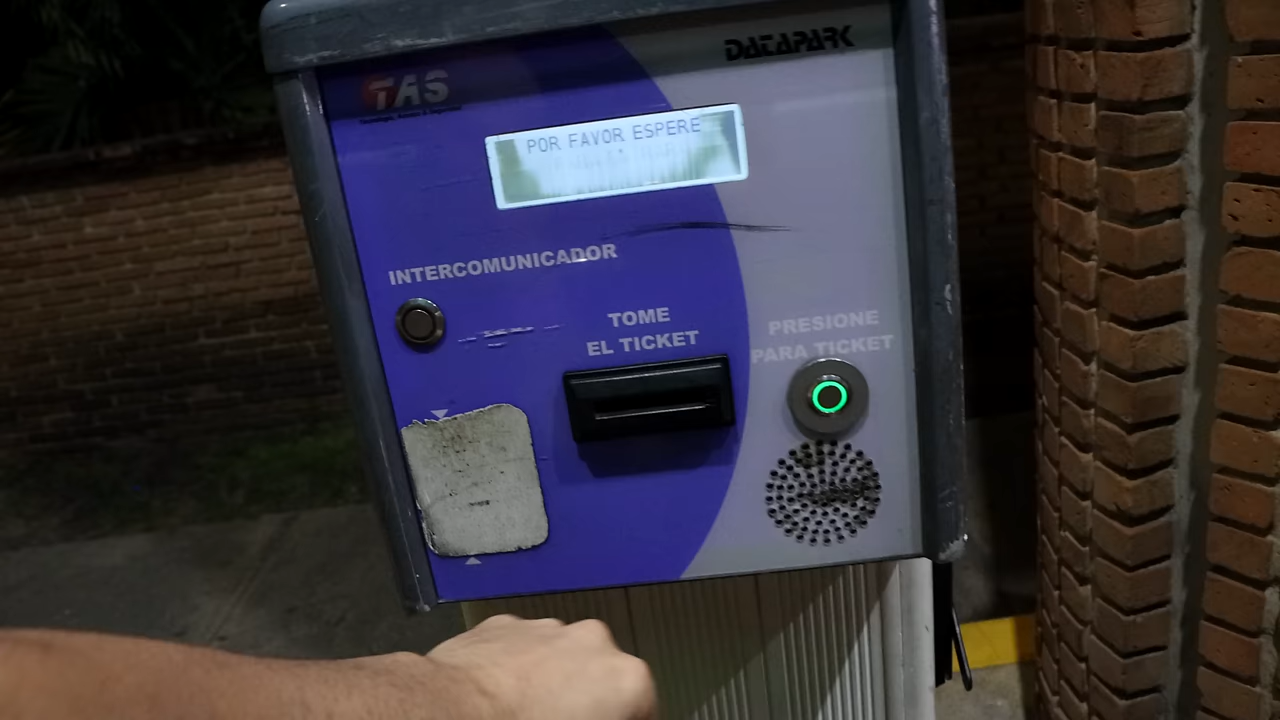 TAS
DATAPARK
POR FAVOR ESPERE
INTERCOMUNICADOR
TOME
EL TICKET
PRESIONE
PARA TICKET